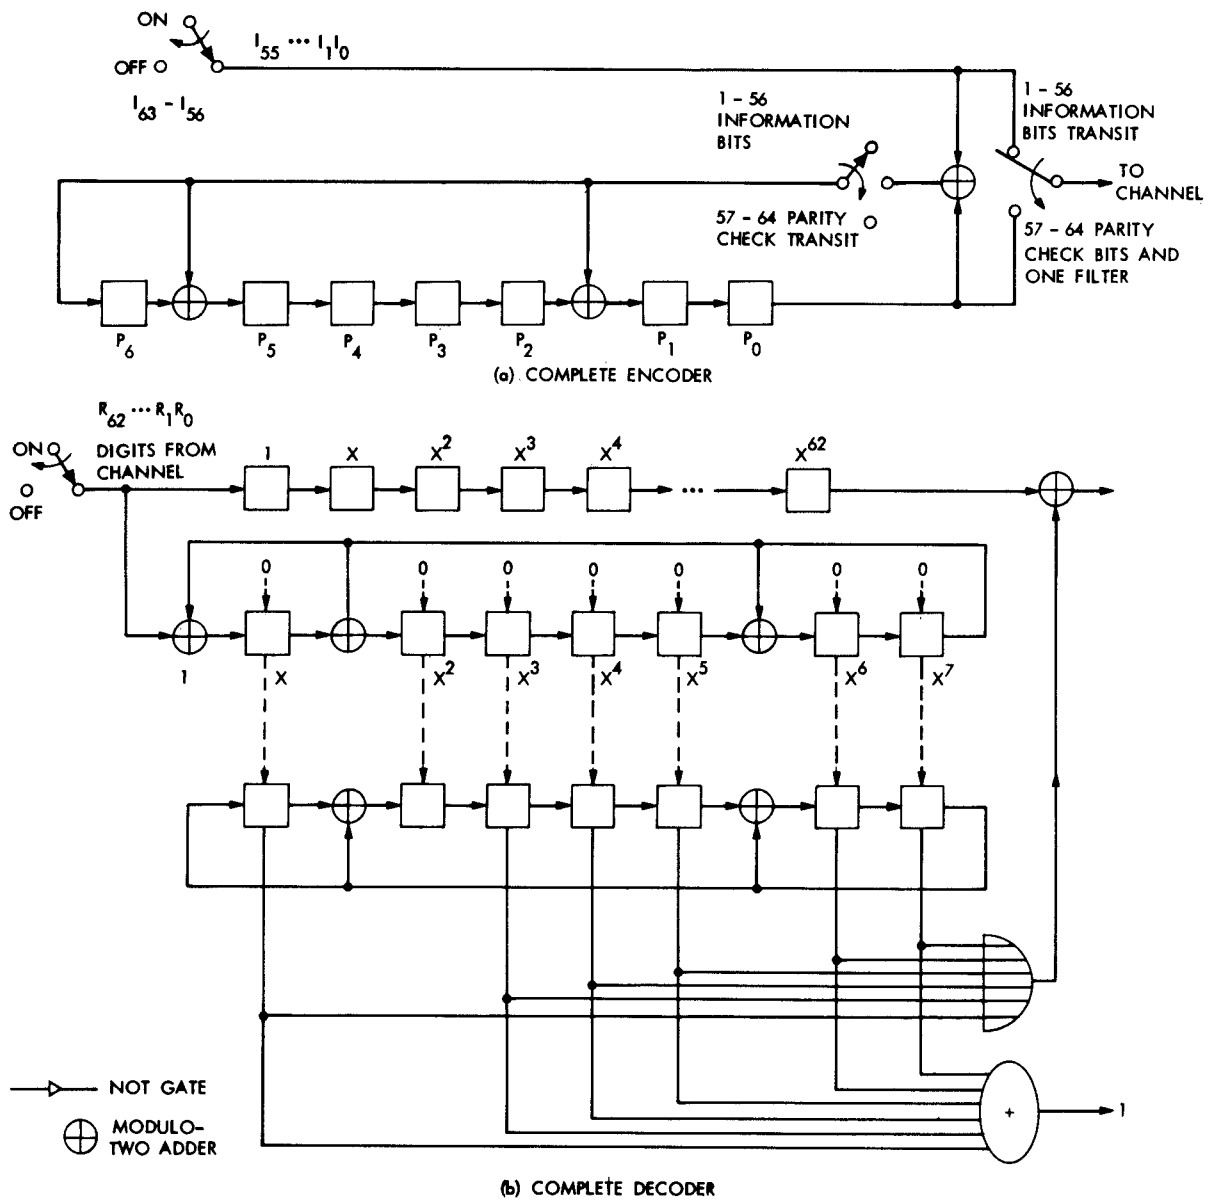 ON
I55 ... I1I0
OFF
I63 - I56
1 - 56
INFORMATION
BITS
1 - 56
INFORMATION
BITS TRANSIT
TO
CHANNEL
57 - 64 PARITY
CHECK TRANSIT
57 - 64 PARITY
CHECK BITS AND
ONE FILTER
P6 P5 P4 P3 P2 P1 P0
(a) COMPLETE ENCODER
R62 ... R1R0
ON
DIGITS FROM
CHANNEL
OFF
1 X X² X³ X⁴ ... X⁶²
0 0 0 0 0 0 0
1 X X² X³ X⁴ X⁵ X⁶ X⁷
+
1
NOT GATE
MODULO-
TWO ADDER
(b) COMPLETE DECODER